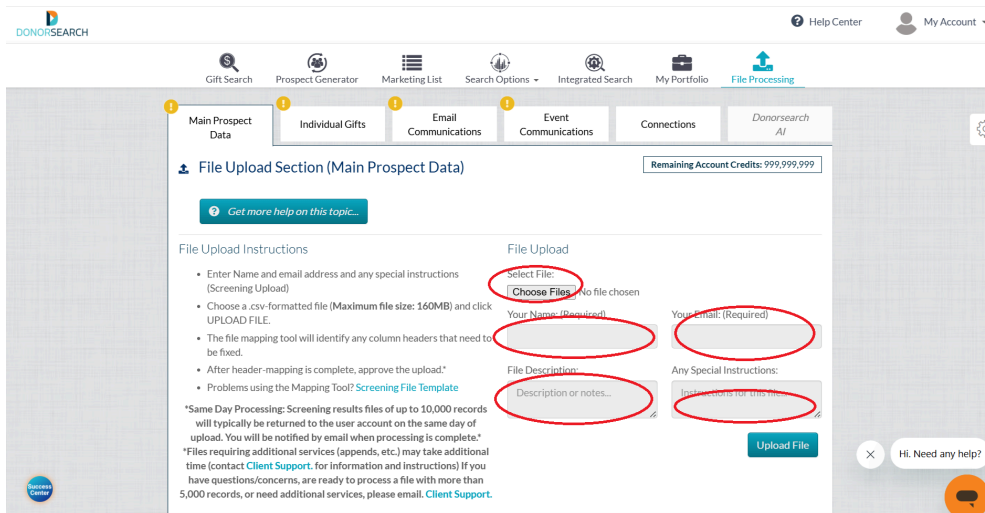 DONORSEARCH
Help Center
My Account
Gift Search
Prospect Generator
Marketing List
Search Options
Integrated Search
My Portfolio
File Processing
Main Prospect
Data
Individual Gifts
Email
Communications
Event
Communications
Connections
Donorsearch
AI
File Upload Section (Main Prospect Data)
Remaining Account Credits: 999,999,999
Get more help on this topic...
File Upload Instructions
• Enter Name and email address and any special instructions
(Screening Upload)
• Choose a .csv-formatted file (Maximum file size: 160MB) and click
UPLOAD FILE.
• The file mapping tool will identify any column headers that need to
be fixed.
• After header-mapping is complete, approve the upload.*
• Problems using the Mapping Tool? Screening File Template
*Same Day Processing: Screening results files of up to 10,000 records
will typically be returned to the user account on the same day of
upload. You will be notified by email when processing is complete.*
*Files requiring additional services (appends, etc.) may take additional
time (contact Client Support. for information and instructions) If you
have questions/concerns, are ready to process a file with more than
5,000 records, or need additional services, please email. Client Support.
File Upload
Select File:
Choose Files No file chosen
Your Name: (Required)
Your Email: (Required)
File Description:
Any Special Instructions:
Description or notes...
Instructions for this file...
Upload File
Hi. Need any help?
Success
Center